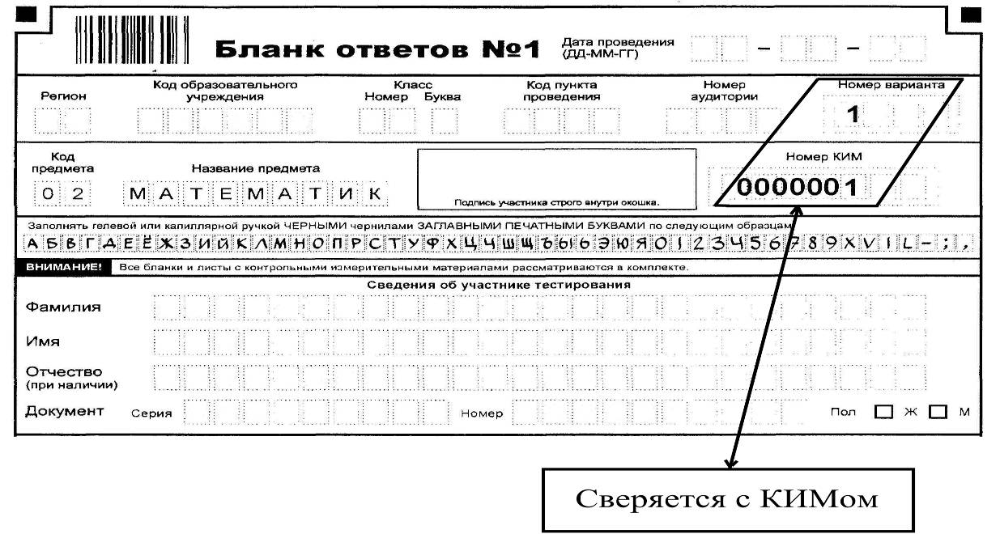 Бланк ответов №1
Дата проведения
(ДД-ММ-ГГ)
Регион
Код образовательного
учреждения
Класс
Номер Буква
Код пункта
проведения
Номер
аудитории
Номер варианта
1
Код
предмета
02
Название предмета
МАТЕМАТИК
Подпись участника строго внутри окошка.
Номер КИМ
0000001
Заполнять гелевой или капиллярной ручкой ЧЕРНЫМИ чернилами ЗАГЛАВНЫМИ ПЕЧАТНЫМИ БУКВАМИ по следующим образцам
АБВГДЕЁЖЗИЙКЛМНОПРСТУФХЦЧШЩЪЫЬЭЮЯ0123456789XVIL-;,
ВНИМАНИЕ! Все бланки и листы с контрольными измерительными материалами рассматриваются в комплекте.
Сведения об участнике тестирования
Фамилия
Имя
Отчество
(при наличии)
Документ Серия Номер Пол Ж М
Сверяется с КИМом